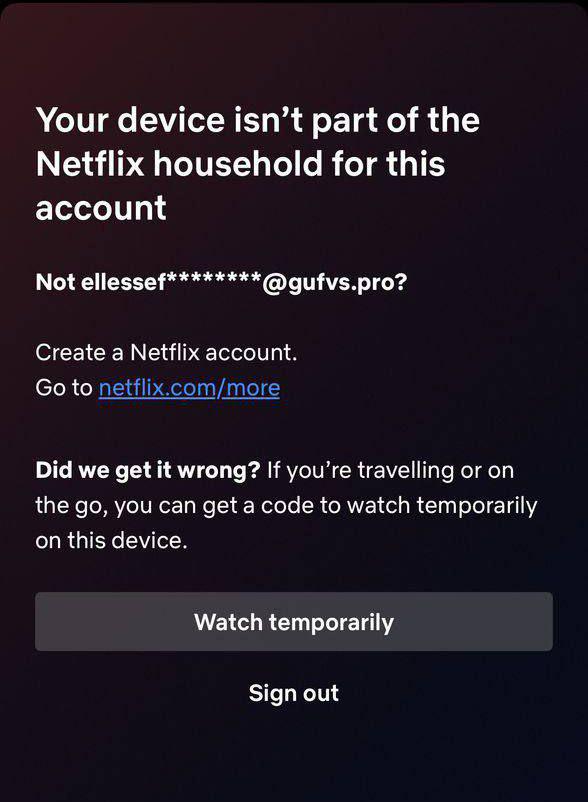 Your device isn’t part of the
Netflix household for this
account
Not ellessef********@gufvs.pro?
Create a Netflix account.
Go to netflix.com/more
Did we get it wrong? If you’re travelling or on
the go, you can get a code to watch temporarily
on this device.
Watch temporarily
Sign out